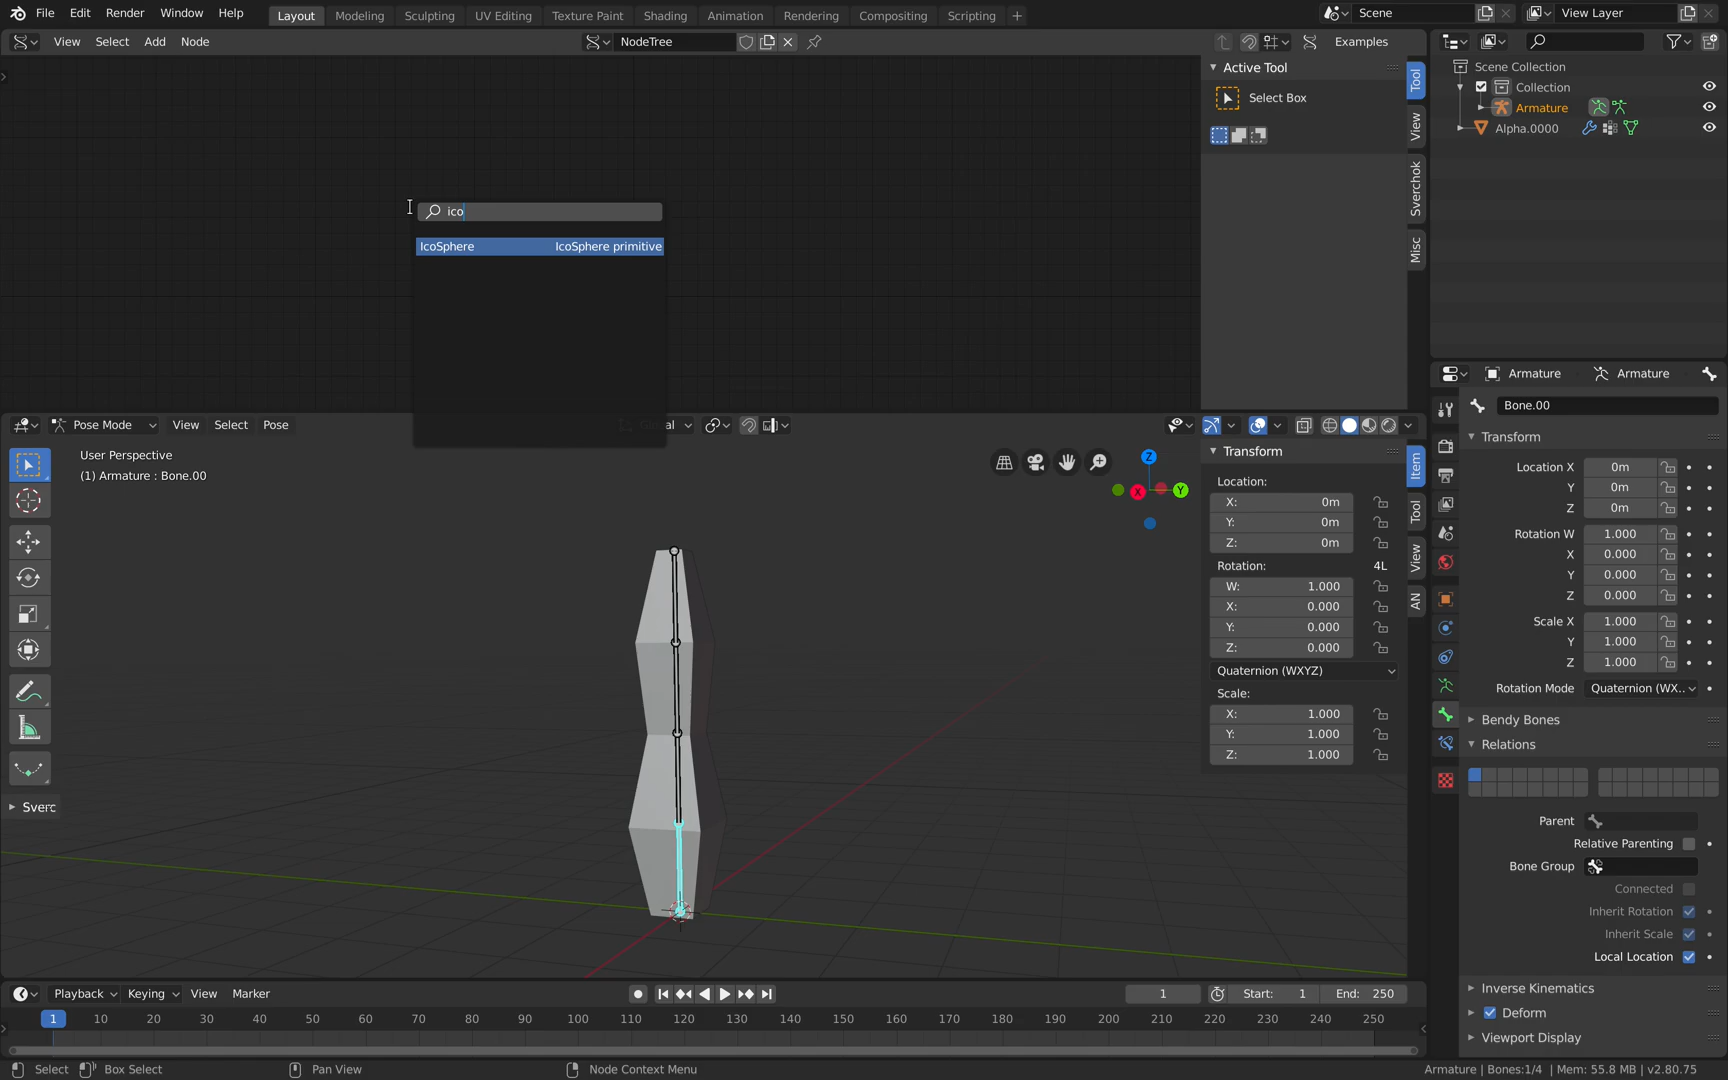 File Edit Render Window Help Layout Modeling Sculpting UV Editing Texture Paint Shading Animation Rendering Compositing Scripting + Scene View Layer
View Select Add Node NodeTree Examples
Active Tool
Select Box
Tool
View
Sverchok
Misc
ico
IcoSphere IcoSphere primitive
Scene Collection
Collection
Armature
Alpha.0000
Pose Mode View Select Pose al
User Perspective
(1) Armature : Bone.00
Z
X
Y
Sverc
Transform
Location:
X: 0m
Y: 0m
Z: 0m
Rotation: 4L
W: 1.000
X: 0.000
Y: 0.000
Z: 0.000
Quaternion (WXYZ)
Scale:
X: 1.000
Y: 1.000
Z: 1.000
Item
Tool
View
AN
Armature Armature
Bone.00
Transform
Location X 0m
Y 0m
Z 0m
Rotation W 1.000
X 0.000
Y 0.000
Z 0.000
Scale X 1.000
Y 1.000
Z 1.000
Rotation Mode Quaternion (WX..
Bendy Bones
Relations
Parent
Relative Parenting
Bone Group
Connected
Inherit Rotation
Inherit Scale
Local Location
Inverse Kinematics
Deform
Viewport Display
Playback Keying View Marker 1 Start: 1 End: 250
1 10 20 30 40 50 60 70 80 90 100 110 120 130 140 150 160 170 180 190 200 210 220 230 240 250
Select Box Select Pan View Node Context Menu Armature | Bones:1/4 | Mem: 55.8 MB | v2.80.75